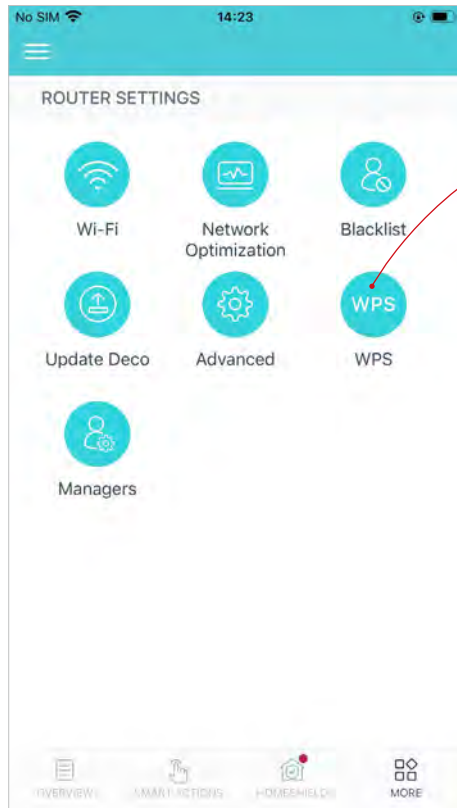 No SIM 14:23
ROUTER SETTINGS
Wi-Fi
Network
Optimization
Blacklist
Update Deco
Advanced
WPS
WPS
Managers
OVERVIEW SMART ACTIONS HOMESHIELD MORE